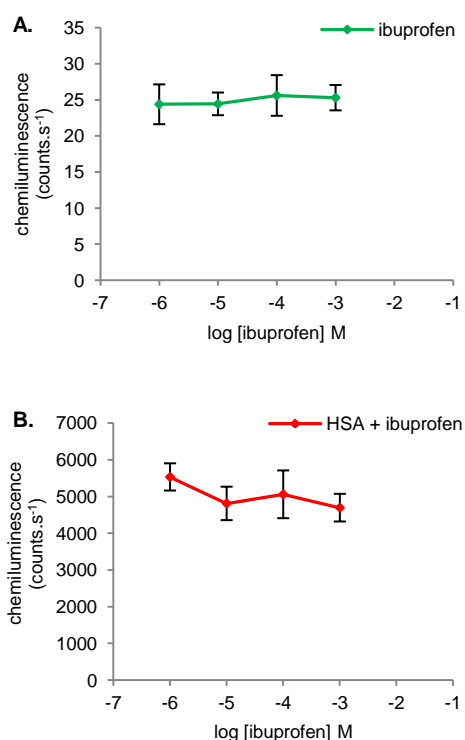 A.
ibuprofen
chemiluminescence
(counts.s⁻¹)
35
30
25
20
15
10
5
0
-7 -6 -5 -4 -3 -2 -1
log [ibuprofen] M
B.
HSA + ibuprofen
chemiluminescence
(counts.s⁻¹)
7000
6000
5000
4000
3000
2000
1000
0
-7 -6 -5 -4 -3 -2 -1
log [ibuprofen] M